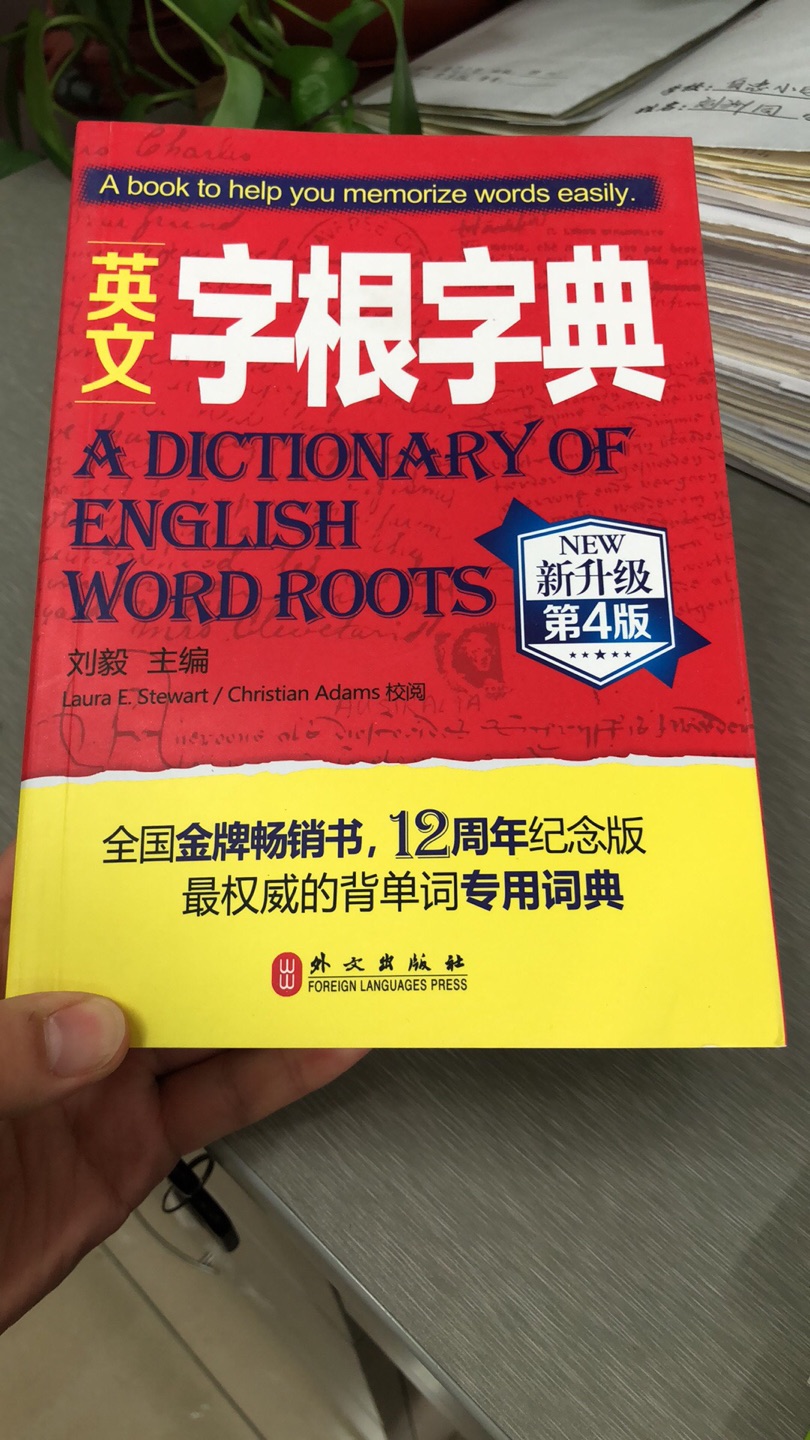 A book to help you memorize words easily.
英文
字根字典
A DICTIONARY OF
ENGLISH
WORD ROOTS
NEW
新升级
第4版
刘毅 主编
Laura E. Stewart / Christian Adams 校阅
AUSTRALIA
全国金牌畅销书，12周年纪念版
最权威的背单词专用词典
外文出版社
FOREIGN LANGUAGES PRESS